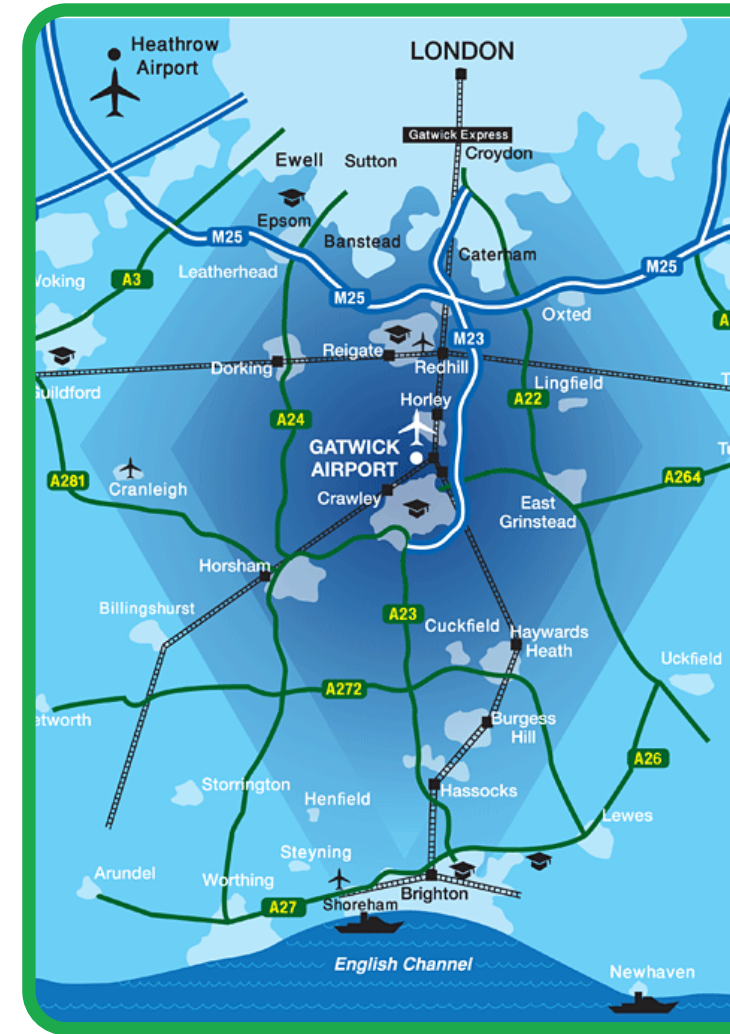 Heathrow
Airport
LONDON
Gatwick Express
Croydon
Ewell
Sutton
Epsom
Banstead
M25
Caterham
Leatherhead
M25
A3
Woking
M25
Oxted
M23
Reigate
Redhill
Dorking
Guildford
Lingfield
Horley
A22
A24
GATWICK
AIRPORT
A281
Cranleigh
Crawley
A264
East
Grinstead
Horsham
Billingshurst
A23
Cuckfield
Haywards
Heath
Uckfield
A272
etworth
Burgess
Hill
A26
Storrington
Henfield
Hassocks
Lewes
Steyning
Arundel
Worthing
Brighton
A27
Shoreham
English Channel
Newhaven